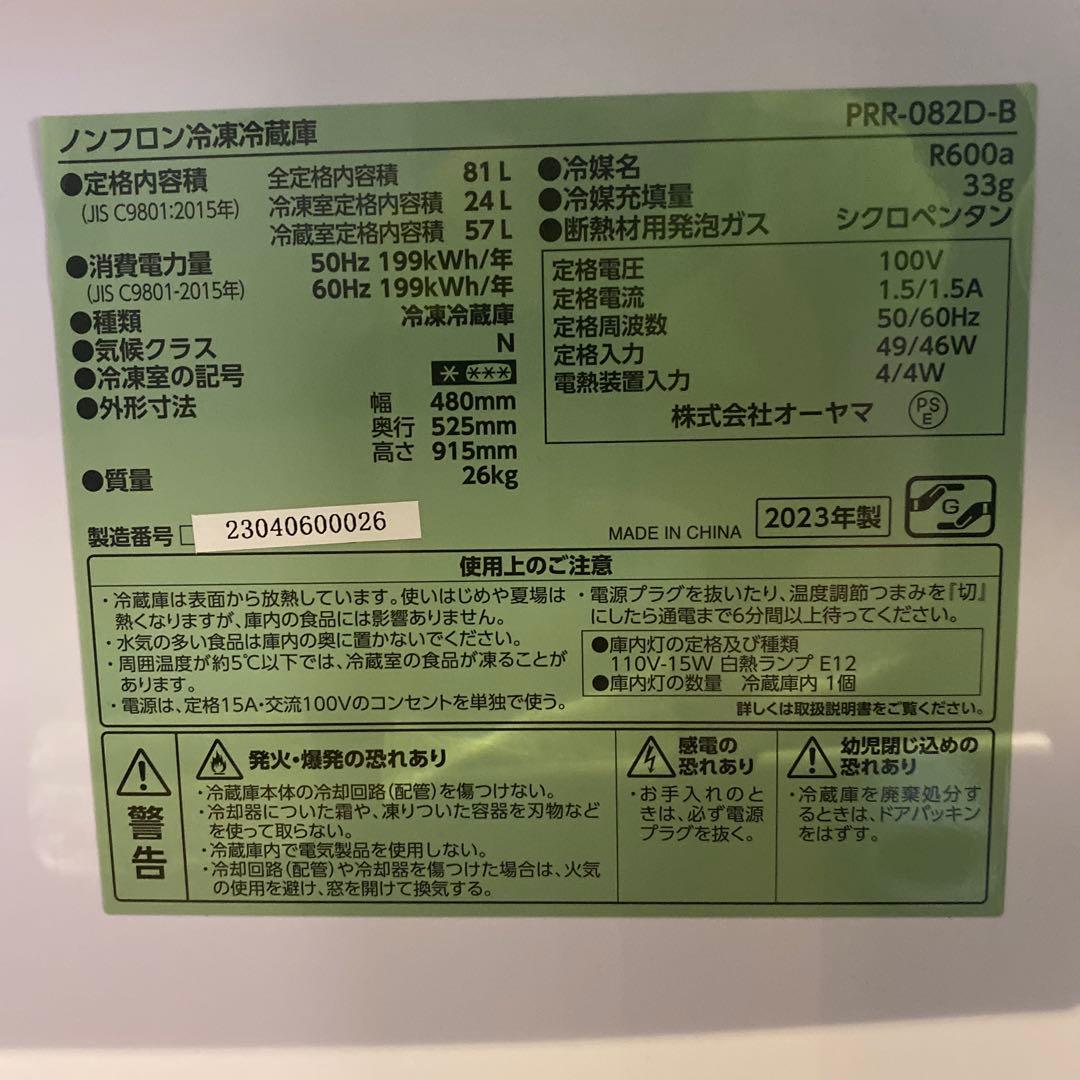 ノンフロン冷凍冷蔵庫
PRR-082D-B
●定格内容積 全定格内容積 81 L
(JIS C9801:2015年) 冷凍室定格内容積 24 L
冷蔵室定格内容積 57 L
●消費電力量 50Hz 199kWh/年
(JIS C9801-2015年) 60Hz 199kWh/年
●種類 冷凍冷蔵庫
●気候クラス N
●冷凍室の記号 * ***
●外形寸法 幅 480mm
奥行 525mm
高さ 915mm
●質量 26kg
●冷媒名 R600a
●冷媒充填量 33g
●断熱材用発泡ガス シクロペンタン
定格電圧 100V
定格電流 1.5/1.5A
定格周波数 50/60Hz
定格入力 49/46W
電熱装置入力 4/4W
株式会社オーヤマ PSE
製造番号 23040600026
MADE IN CHINA 2023年製 G
使用上のご注意
・冷蔵庫は表面から放熱しています。使いはじめや夏場は
熱くなりますが、庫内の食品には影響ありません。
・水気の多い食品は庫内の奥に置かないでください。
・周囲温度が約5℃以下では、冷蔵室の食品が凍ることが
あります。
・電源は、定格15A・交流100Vのコンセントを単独で使う。
・電源プラグを抜いたり、温度調節つまみを『切』
にしたら通電まで6分間以上待ってください。
●庫内灯の定格及び種類
110V-15W 白熱ランプ E12
●庫内灯の数量 冷蔵庫内 1個
詳しくは取扱説明書をご覧ください。
警告
発火・爆発の恐れあり
・冷蔵庫本体の冷却回路(配管)を傷つけない。
・冷却器についた霜や、凍りついた容器を刃物など
を使って取らない。
・冷蔵庫内で電気製品を使用しない。
・冷却回路(配管)や冷却器を傷つけた場合は、火気
の使用を避け、窓を開けて換気する。
感電の
恐れあり
・お手入れのと
きは、必ず電源
プラグを抜く。
幼児閉じ込めの
恐れあり
・冷蔵庫を廃棄処分す
るときは、ドアパッキン
をはずす。